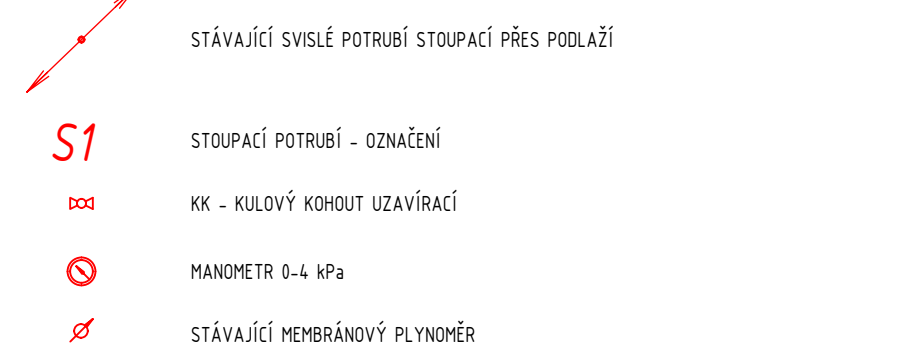 STÁVAJÍCÍ SVISLÉ POTRUBÍ STOUPACÍ PŘES PODLAŽÍ
S1 STOUPACÍ POTRUBÍ - OZNAČENÍ
KK - KULOVÝ KOHOUT UZAVÍRACÍ
MANOMETR 0-4 kPa
STÁVAJÍCÍ MEMBRÁNOVÝ PLYNOMĚR